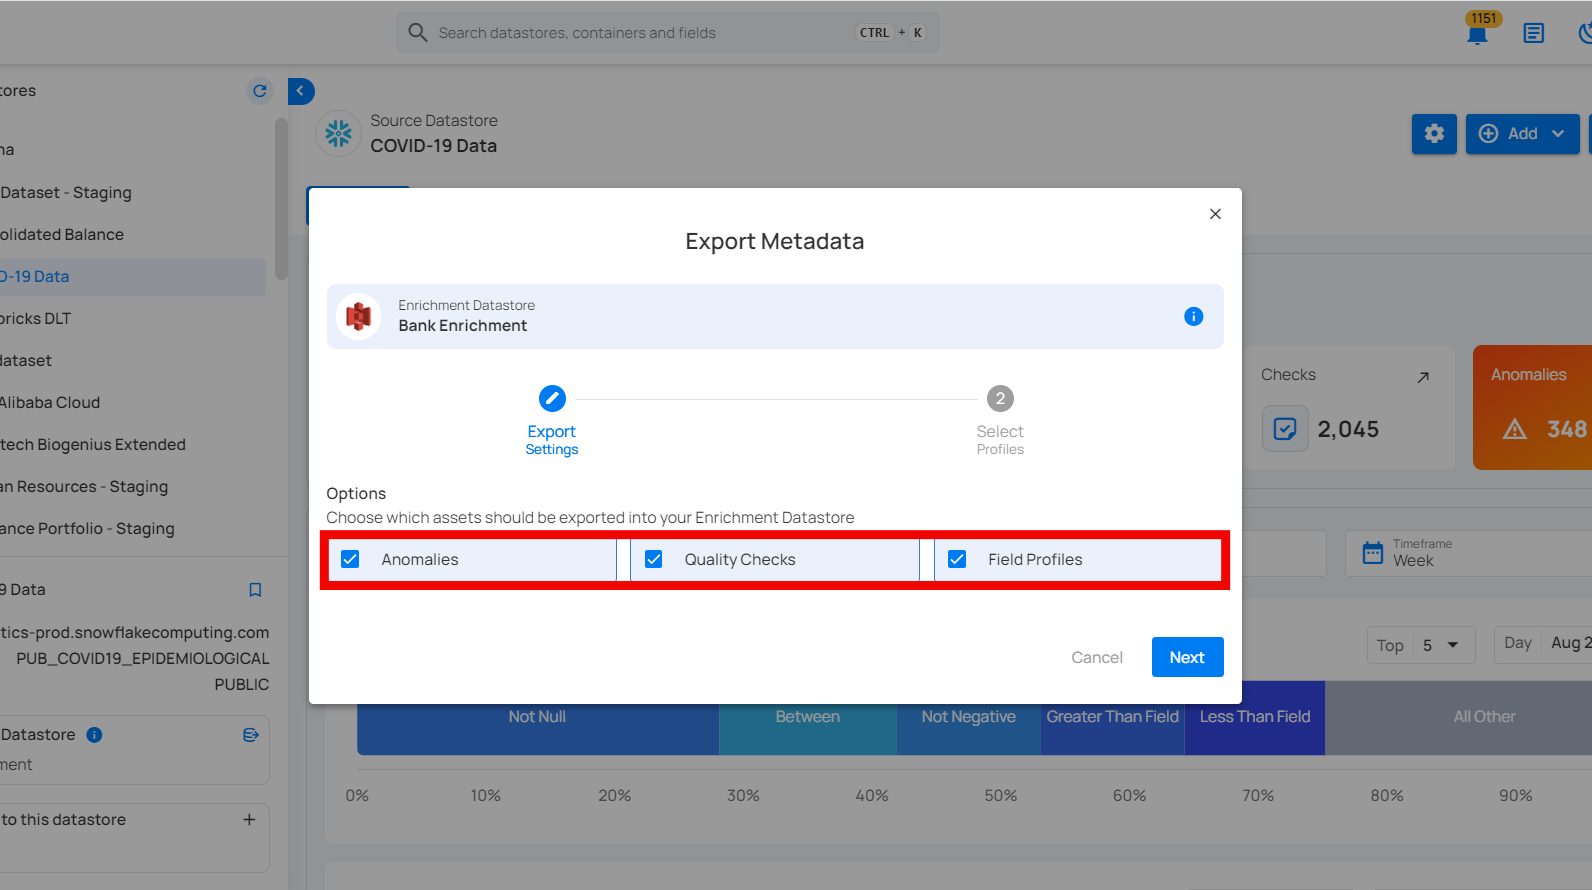 Search datastores, containers and fields
CTRL + K
1151
tores
Source Datastore
COVID-19 Data
Add
na
Dataset - Staging
olidated Balance
D-19 Data
bricks DLT
dataset
Alibaba Cloud
tech Biogenius Extended
an Resources - Staging
ance Portfolio - Staging
9 Data
tics-prod.snowflakecomputing.com
PUB_COVID19_EPIDEMIOLOGICAL
PUBLIC
Datastore
ment
to this datastore
Export Metadata
Enrichment Datastore
Bank Enrichment
2
Export
Settings
Select
Profiles
Options
Choose which assets should be exported into your Enrichment Datastore
Anomalies
Quality Checks
Field Profiles
Cancel
Next
Checks
2,045
Anomalies
348
Timeframe
Week
Top 5
Day Aug 2
Not Null
Between
Not Negative
Greater Than Field
Less Than Field
All Other
0% 10% 20% 30% 40% 50% 60% 70% 80% 90%